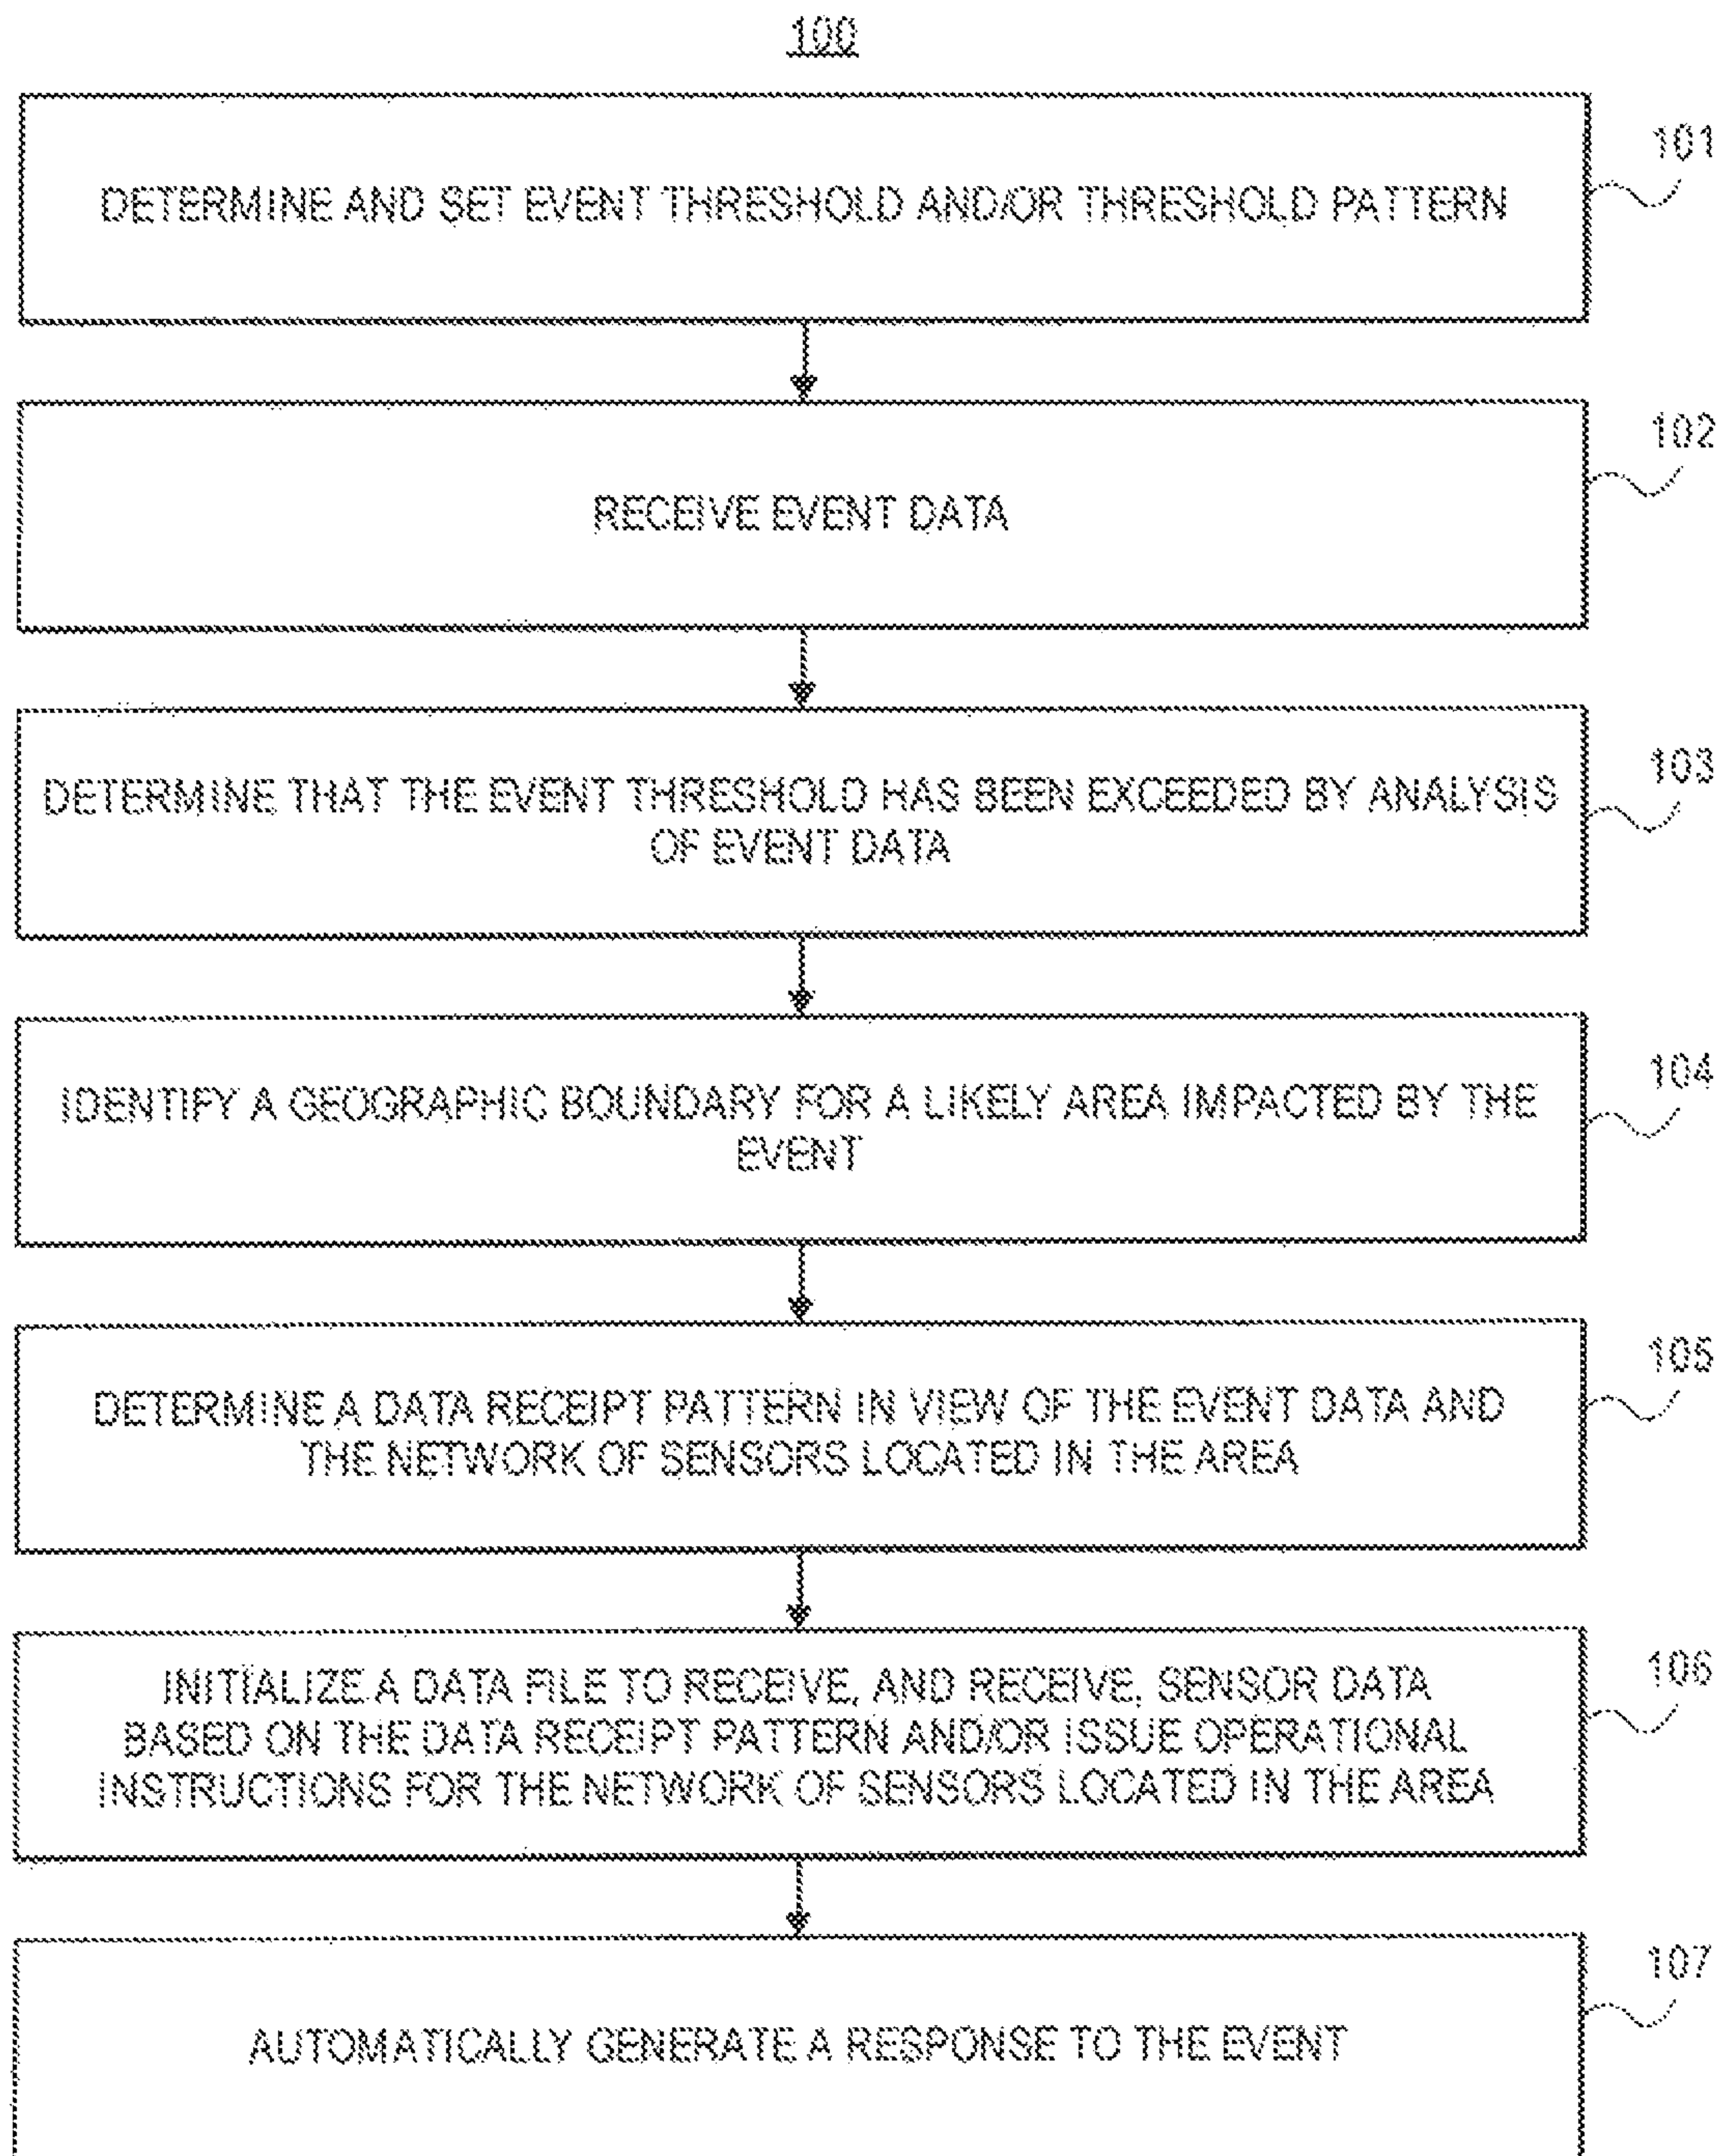 100
101
DETERMINE AND SET EVENT THRESHOLD AND/OR THRESHOLD PATTERN
102
RECEIVE EVENT DATA
103
DETERMINE THAT THE EVENT THRESHOLD HAS BEEN EXCEEDED BY ANALYSIS
OF EVENT DATA
104
IDENTIFY A GEOGRAPHIC BOUNDARY FOR A LIKELY AREA IMPACTED BY THE
EVENT
105
DETERMINE A DATA RECEIPT PATTERN IN VIEW OF THE EVENT DATA AND
THE NETWORK OF SENSORS LOCATED IN THE AREA
106
INITIALIZE A DATA FILE TO RECEIVE, AND RECEIVE, SENSOR DATA
BASED ON THE DATA RECEIPT PATTERN AND/OR ISSUE OPERATIONAL
INSTRUCTIONS FOR THE NETWORK OF SENSORS LOCATED IN THE AREA
107
AUTOMATICALLY GENERATE A RESPONSE TO THE EVENT